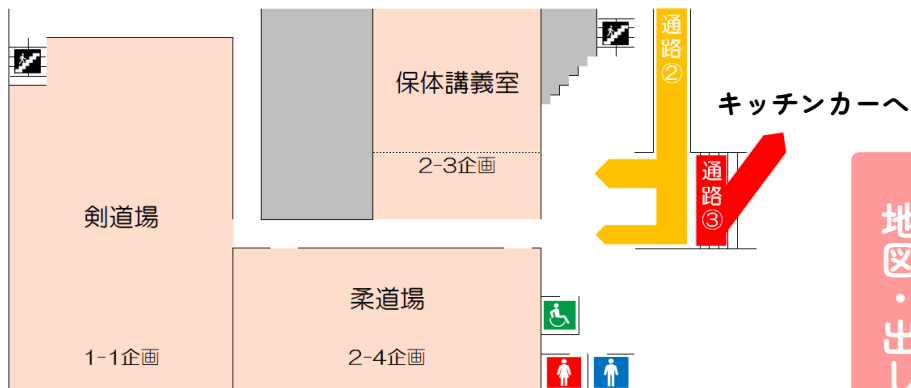 通路②
キッチンカーへ
保体講義室
2-3企画
通路③
剣道場
地図・出し
柔道場
1-1企画
2-4企画